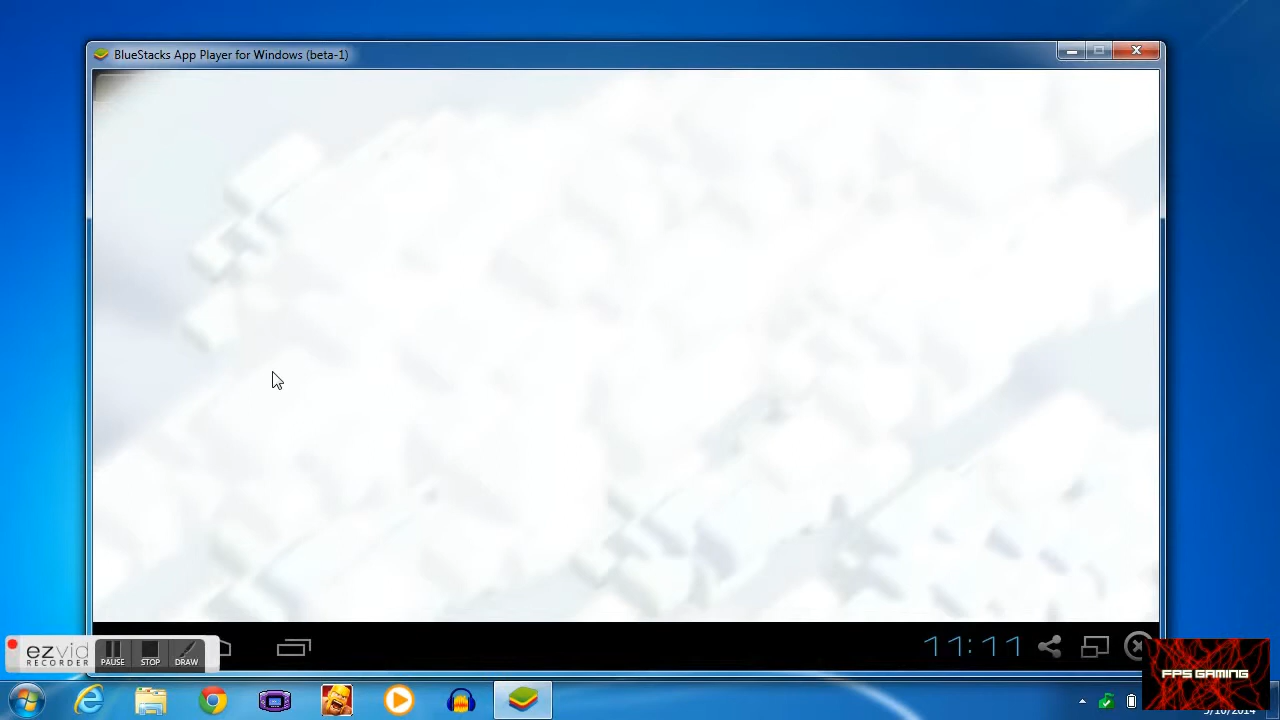 BlueStacks App Player for Windows (beta-1)
11:11
ezvid
RECORDER
PAUSE
STOP
DRAW
FPS GAMING